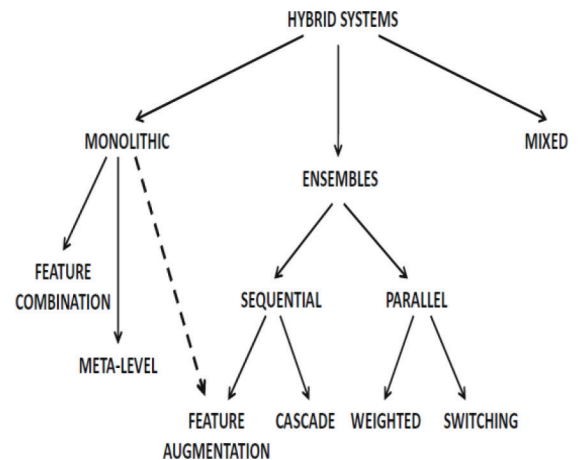 HYBRID SYSTEMS
MONOLITHIC
MIXED
ENSEMBLES
FEATURE
COMBINATION
SEQUENTIAL
PARALLEL
META-LEVEL
FEATURE
AUGMENTATION
CASCADE
WEIGHTED
SWITCHING